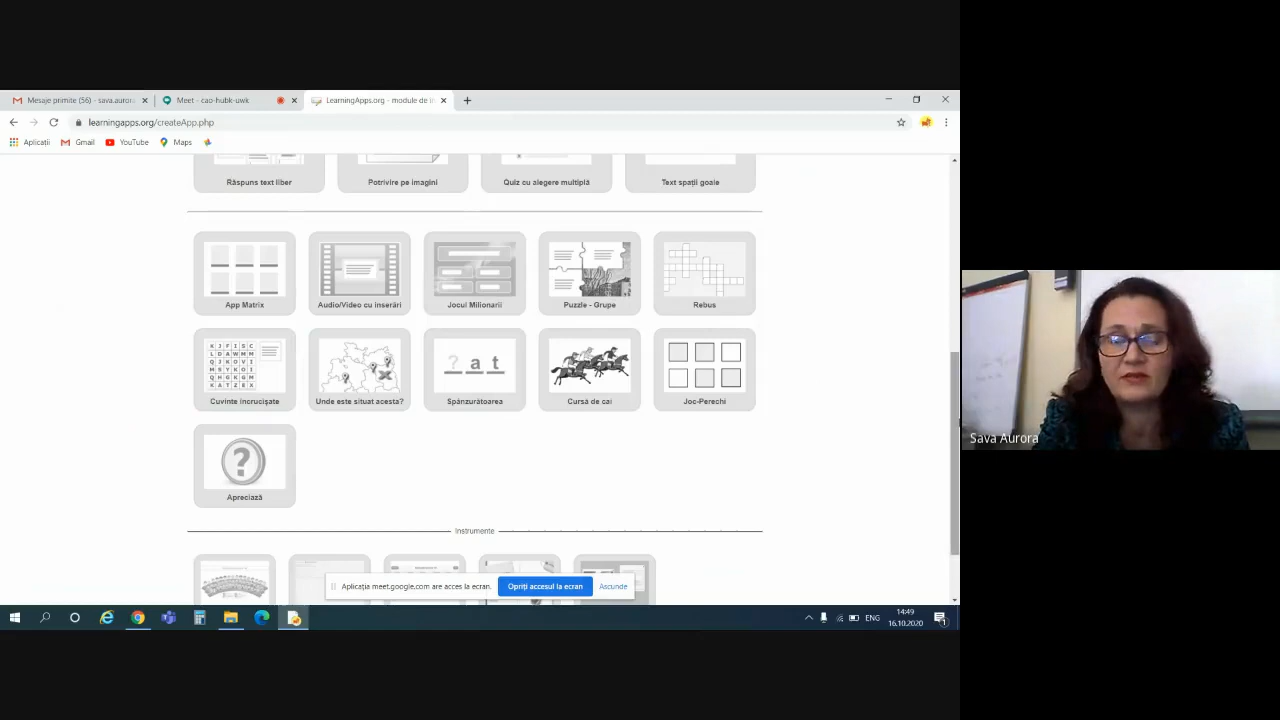 Mesaje primite (56) - sava.auror
Meet - cao-hubk-uwk
LearningApps.org - module de în
learningapps.org/createApp.php
Aplicații
Gmail
YouTube
Maps
Răspuns text liber
Potrivire pe imagini
Quiz cu alegere multiplă
Text spații goale
App Matrix
Audio/Video cu inserări
Jocul Milionarii
Puzzle - Grupe
Rebus
Cuvinte incrucișate
Unde este situat acesta?
? a t
Spânzurătoarea
Cursă de cai
Joc-Perechi
?
Apreciază
Instrumente
Aplicația meet.google.com are acces la ecran.
Opriți accesul la ecran
Ascunde
ENG
14:49
16.10.2020
Sava Aurora